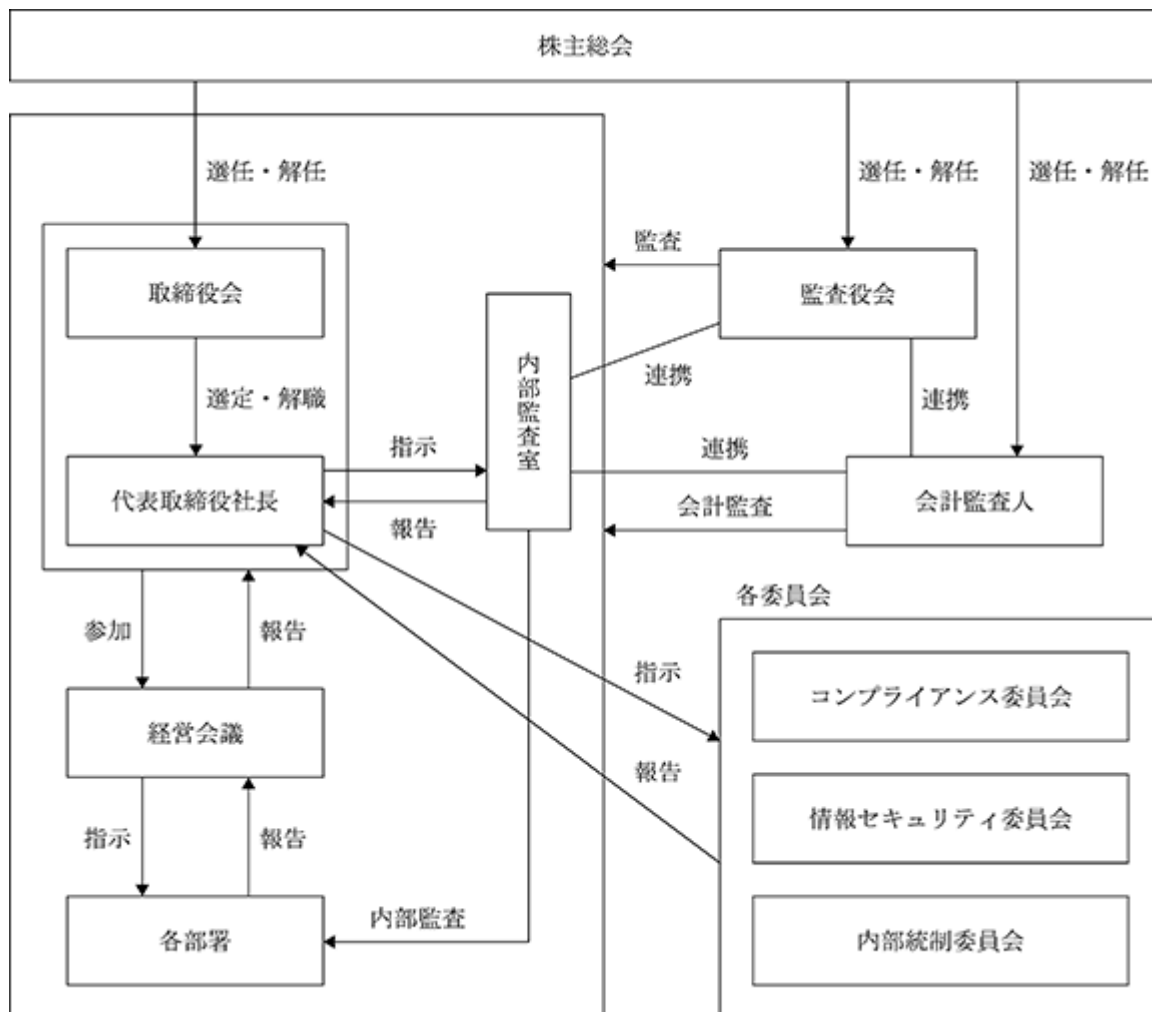 株主総会
選任・解任
選任・解任
選任・解任
取締役会
監査
監査役会
内部監査室
連携
連携
選定・解職
指示
連携
代表取締役社長
会計監査
会計監査人
報告
各委員会
参加
報告
指示
コンプライアンス委員会
経営会議
報告
情報セキュリティ委員会
指示
報告
内部監査
各部署
内部統制委員会